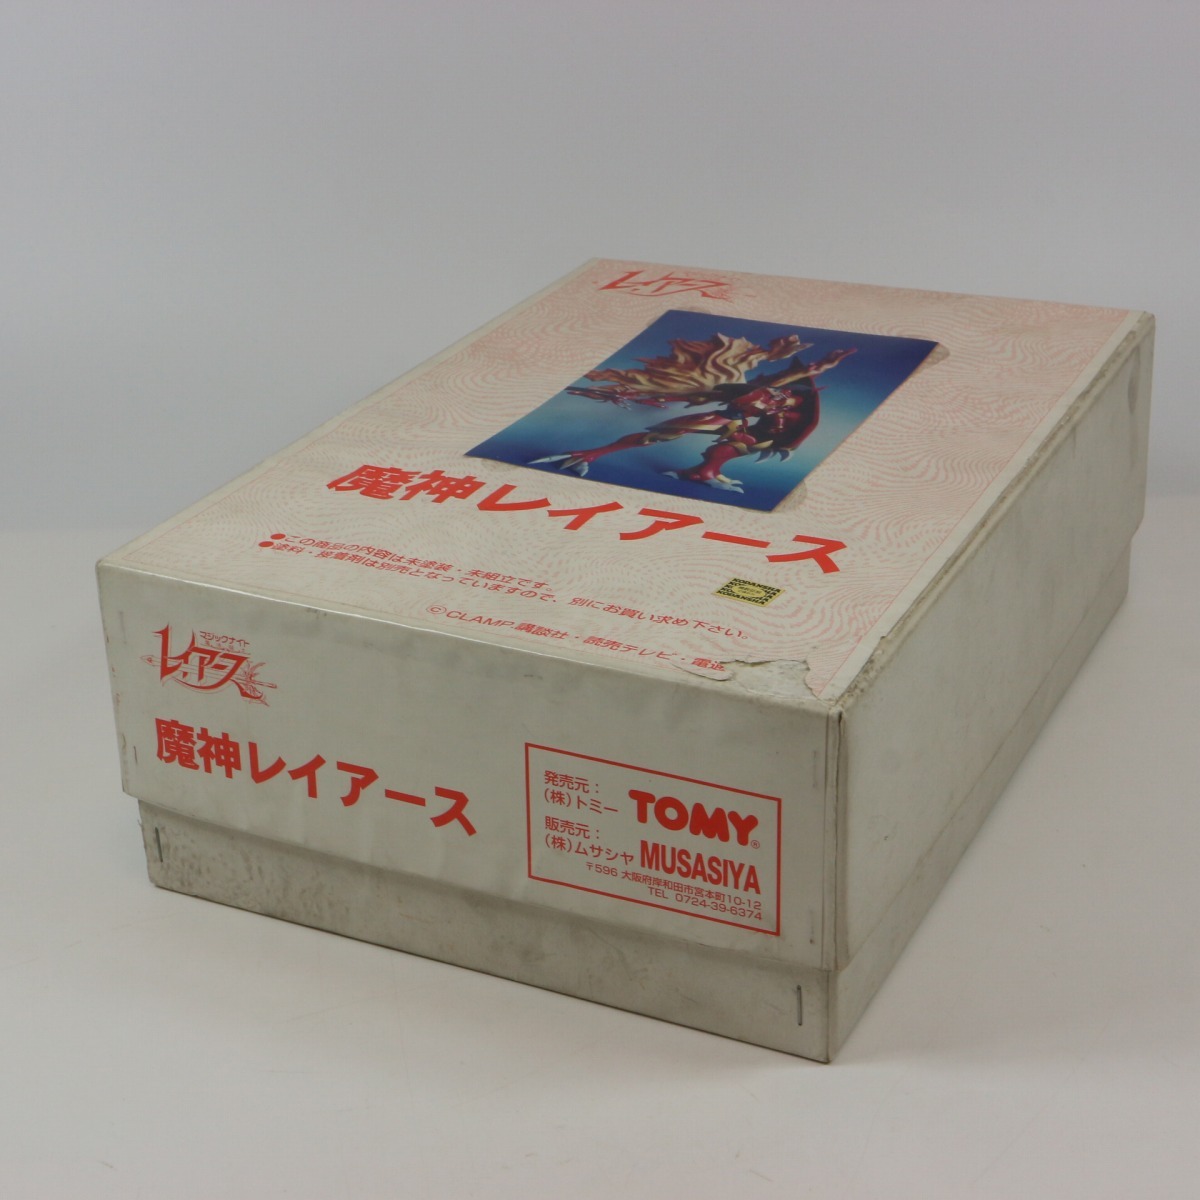 レイアース
魔神レイアース
●この商品の内容は未塗装・未組立です。
●塗料・接着剤は別売となっていますので、別にお買い求め下さい。
KODANSHA
KODANSHA
©CLAMP・講談社・読売テレビ・電通
マジックナイト
レイアース
魔神レイアース
発売元：
(株)トミー TOMY®
販売元：
(株)ムサシヤ MUSASIYA
〒596 大阪府岸和田市宮本町10-12
TEL 0724-39-6374